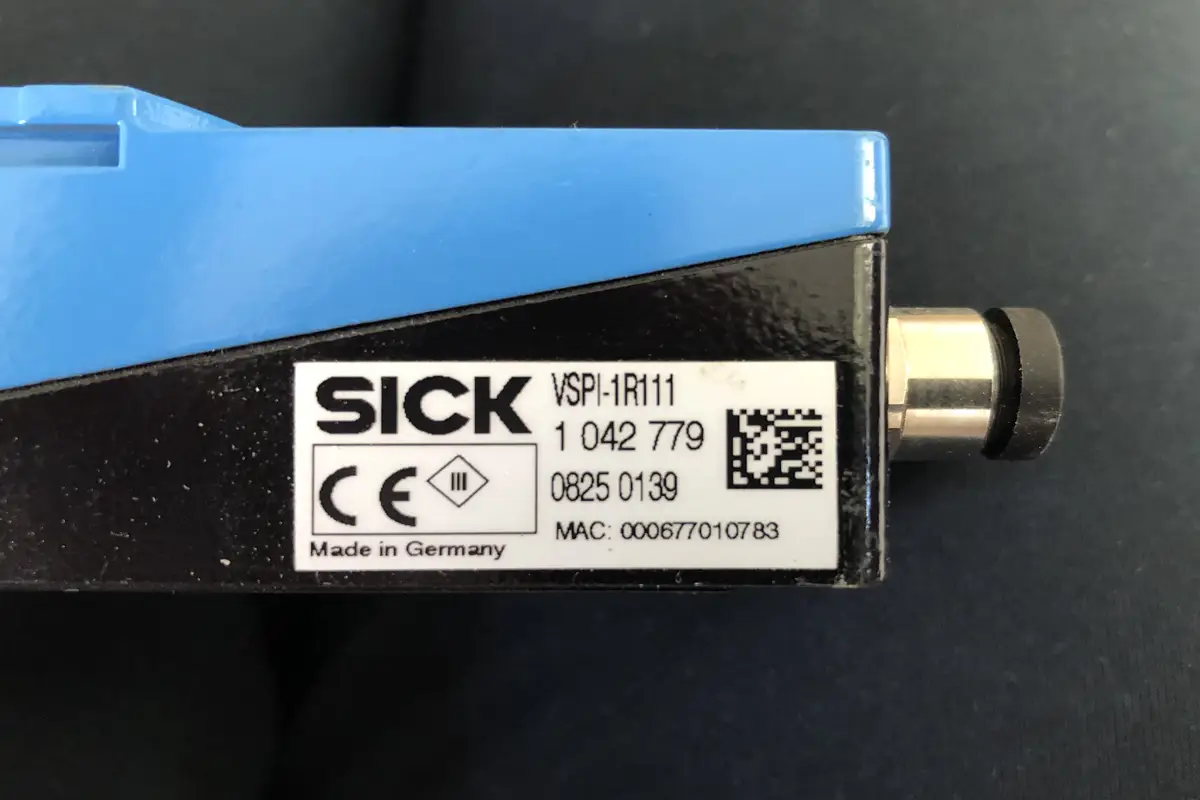 SICK
VSPI-1R111
1 042 779
0825 0139
MAC: 000677010783
CE
III
Made in Germany